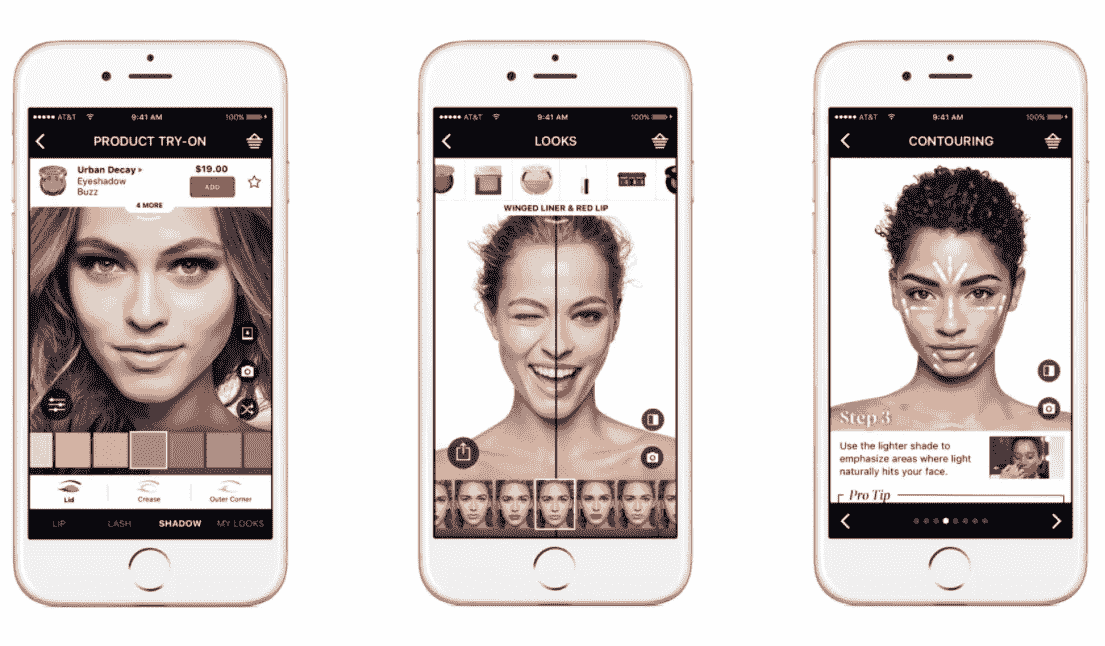 AT&T 9:41 AM 100%
PRODUCT TRY-ON
Urban Decay
Eyeshadow
Buzz
$19.00
ADD
4 MORE
Lid
Crease
Outer Corner
LIP
LASH
SHADOW
MY LOOKS
AT&T 9:41 AM 100%
LOOKS
WINGED LINER & RED LIP
AT&T 9:41 AM 100%
CONTOURING
Step 3
Use the lighter shade to
emphasize areas where light
naturally hits your face.
Pro Tip